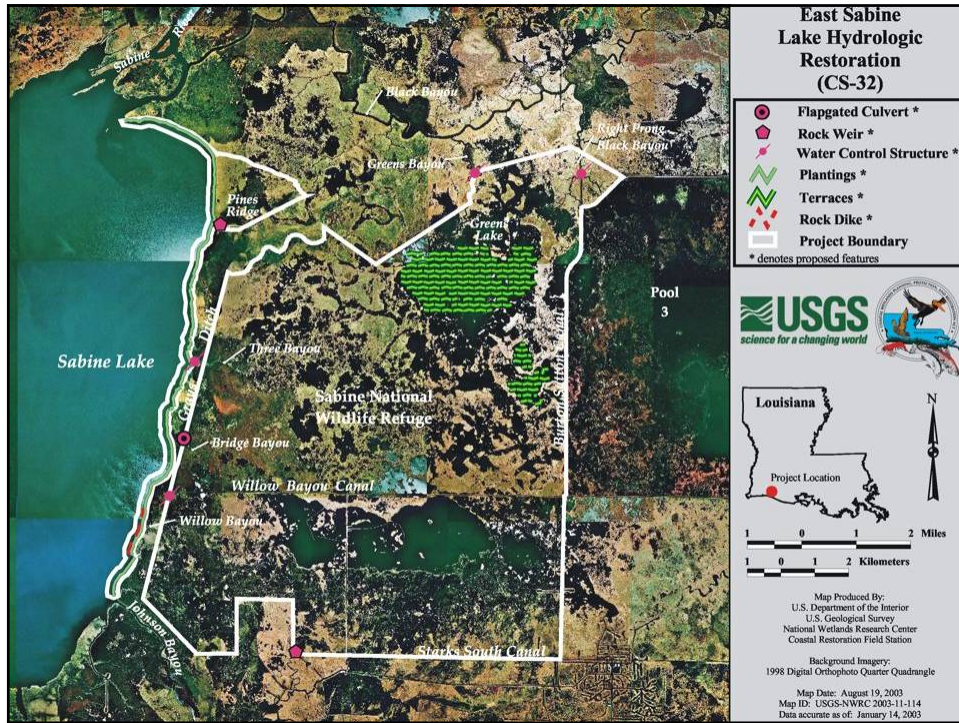 East Sabine
Lake Hydrologic
Restoration
(CS-32)
Flapgated Culvert *
Rock Weir *
Water Control Structure *
Plantings *
Terraces *
Rock Dike *
Project Boundary
* denotes proposed features
USGS
science for a changing world
Louisiana
N
Project Location
1 0 1 2 Miles
1 0 1 2 Kilometers
Map Produced By:
U.S. Department of the Interior
U.S. Geological Survey
National Wetlands Research Center
Coastal Restoration Field Station
Background Imagery:
1998 Digital Orthophoto Quarter Quadrangle
Map Date: August 19, 2003
Map ID: USGS-NWRC 2003-11-114
Data accurate as of: January 14, 2003
Sabine River
Black Bayou
Right Prong
Black Bayou
Greens Bayou
Pines
Ridge
Greens
Lake
Pool
3
Sabine Lake
Three Bayou
Sabine National
Wildlife Refuge
Bridge Bayou
Willow Bayou Canal
Willow Bayou
Johnson Bayou
Starks South Canal